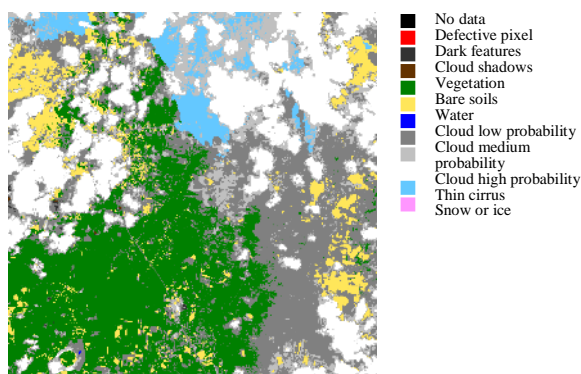 No data
Defective pixel
Dark features
Cloud shadows
Vegetation
Bare soils
Water
Cloud low probability
Cloud medium
probability
Cloud high probability
Thin cirrus
Snow or ice